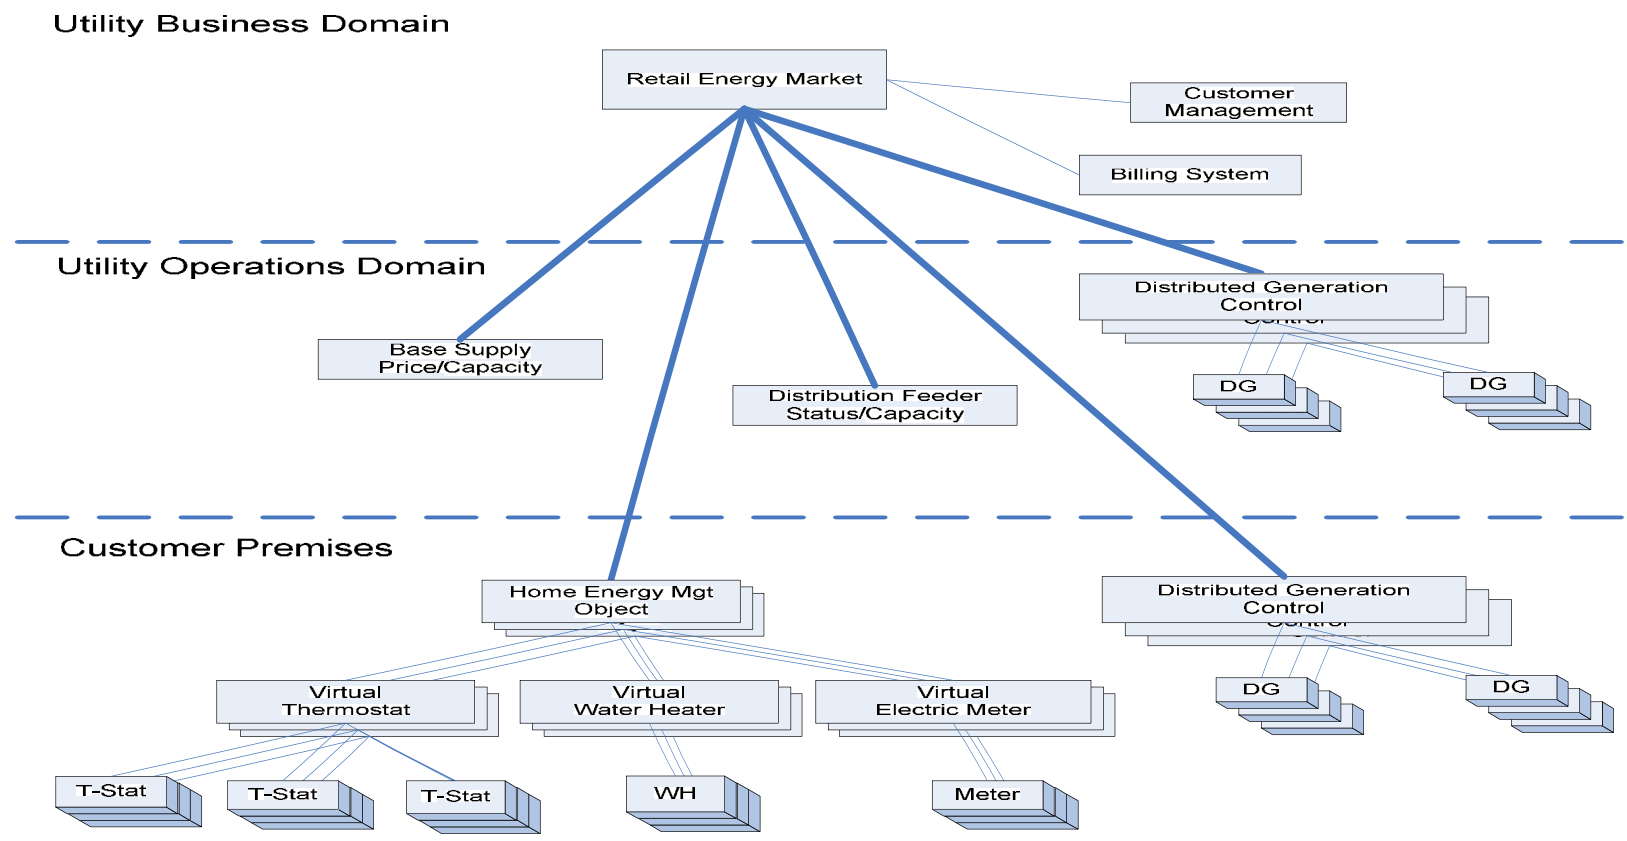 Utility Business Domain
Retail Energy Market
Customer
Management
Billing System
Utility Operations Domain
Distributed Generation
Control
Control
Base Supply
Price/Capacity
Distribution Feeder
Status/Capacity
DG
DG
Customer Premises
Home Energy Mgt
Object
Distributed Generation
Control
Control
Virtual
Thermostat
Virtual
Water Heater
Virtual
Electric Meter
DG
DG
T-Stat
T-Stat
T-Stat
WH
Meter